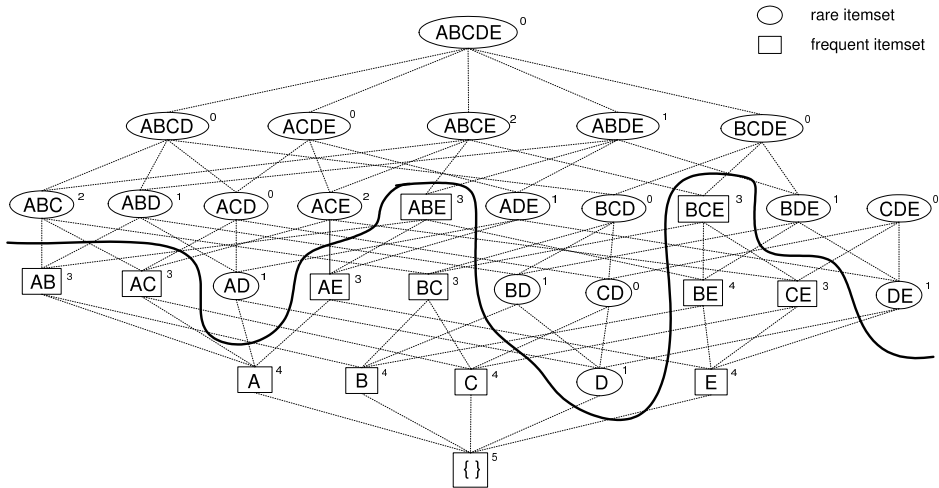 ABCDE 0
rare itemset
frequent itemset
ABCD 0 ACDE 0 ABCE 2 ABDE 1 BCDE 0
ABC 2 ABD 1 ACD 0 ACE 2 ABE 3 ADE 1 BCD 0 BCE 3 BDE 1 CDE 0
AB 3 AC 3 AD 1 AE 3 BC 3 BD 1 CD 0 BE 4 CE 3 DE 1
A 4 B 4 C 4 D 1 E 4
{ } 5